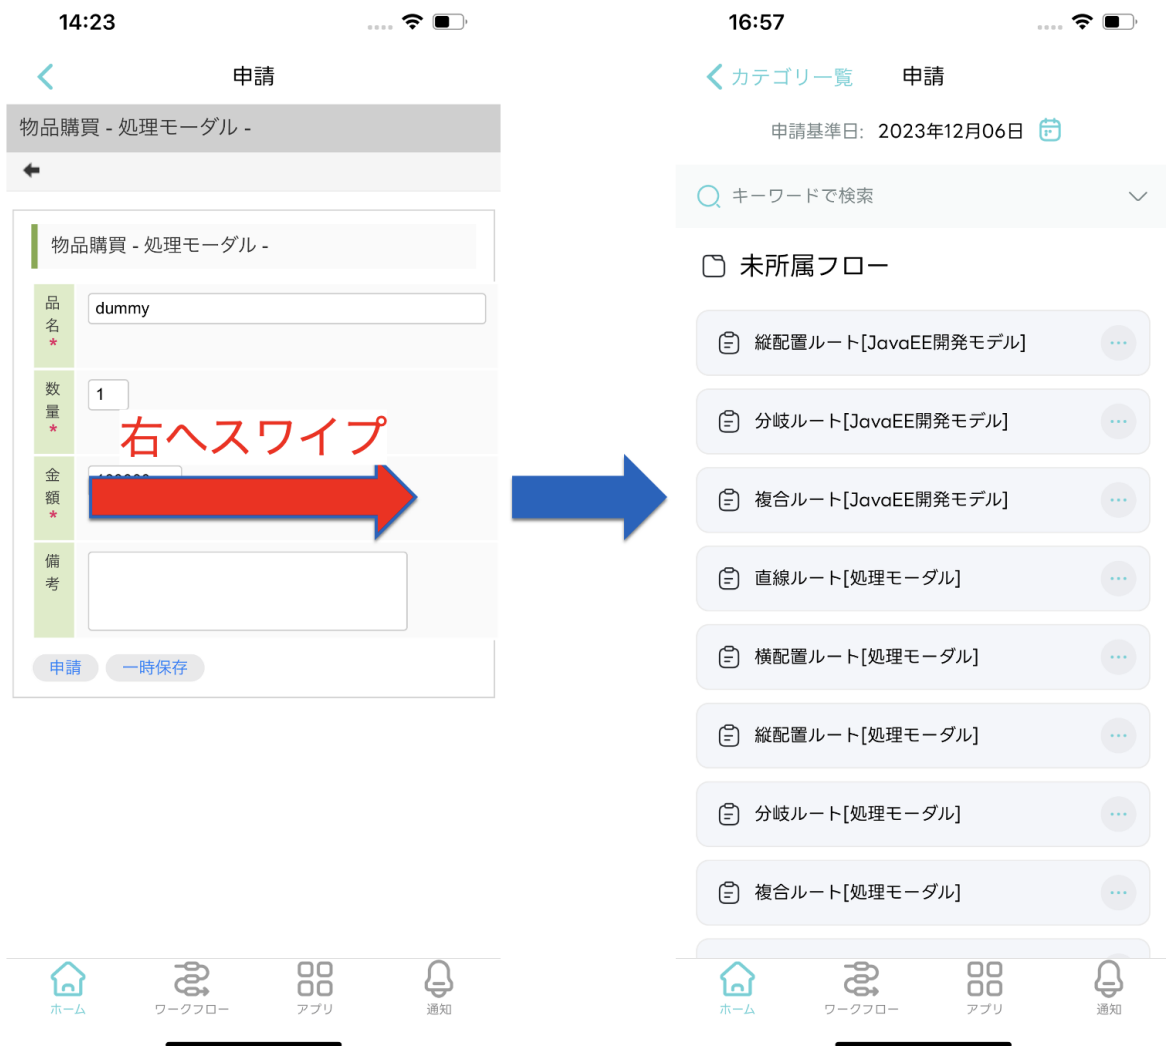 14:23
申請
物品購買 - 処理モーダル -
物品購買 - 処理モーダル -
品名*
dummy
数量*
1
右へスワイプ
金額*
備考
申請 一時保存
ホーム ワークフロー アプリ 通知
16:57
カテゴリ一覧 申請
申請基準日: 2023年12月06日
キーワードで検索
未所属フロー
縦配置ルート[JavaEE開発モデル]
分岐ルート[JavaEE開発モデル]
複合ルート[JavaEE開発モデル]
直線ルート[処理モーダル]
横配置ルート[処理モーダル]
縦配置ルート[処理モーダル]
分岐ルート[処理モーダル]
複合ルート[処理モーダル]
ホーム ワークフロー アプリ 通知